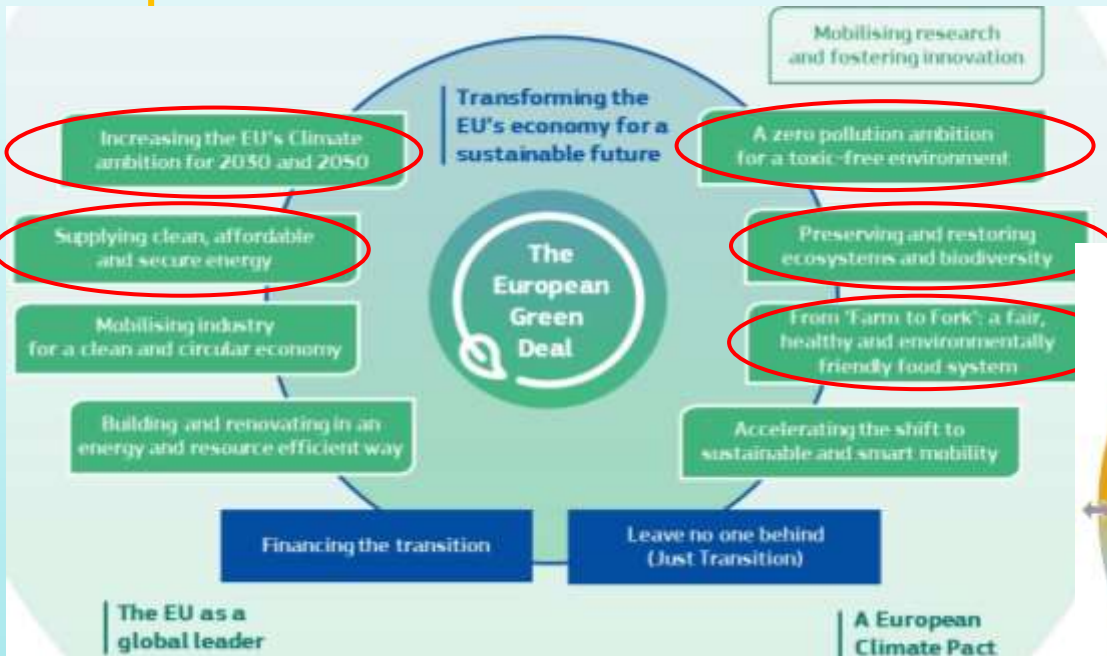 Mobilising research
and fostering innovation
Transforming the
EU's economy for a
sustainable future
Increasing the EU's Climate
ambition for 2030 and 2050
A zero pollution ambition
for a toxic-free environment
Supplying clean, affordable
and secure energy
The
European
Green
Deal
Preserving and restoring
ecosystems and biodiversity
Mobilising industry
for a clean and circular economy
From 'Farm to Fork': a fair,
healthy and environmentally
friendly food system
Building and renovating in an
energy and resource efficient way
Accelerating the shift to
sustainable and smart mobility
Financing the transition
Leave no one behind
(Just Transition)
The EU as a
global leader
A European
Climate Pact